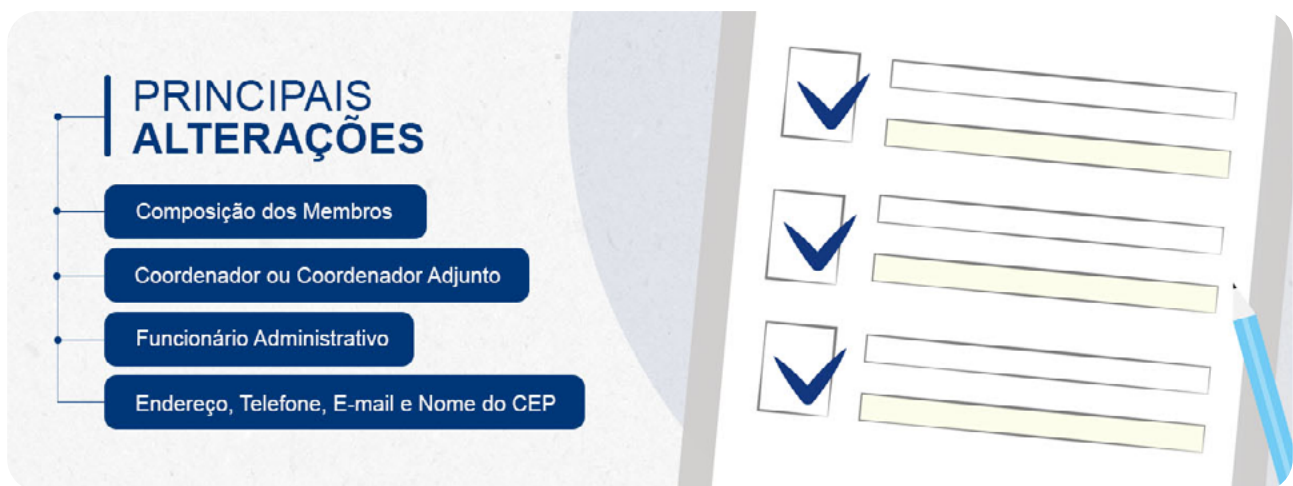 PRINCIPAIS
ALTERAÇÕES
Composição dos Membros
Coordenador ou Coordenador Adjunto
Funcionário Administrativo
Endereço, Telefone, E-mail e Nome do CEP